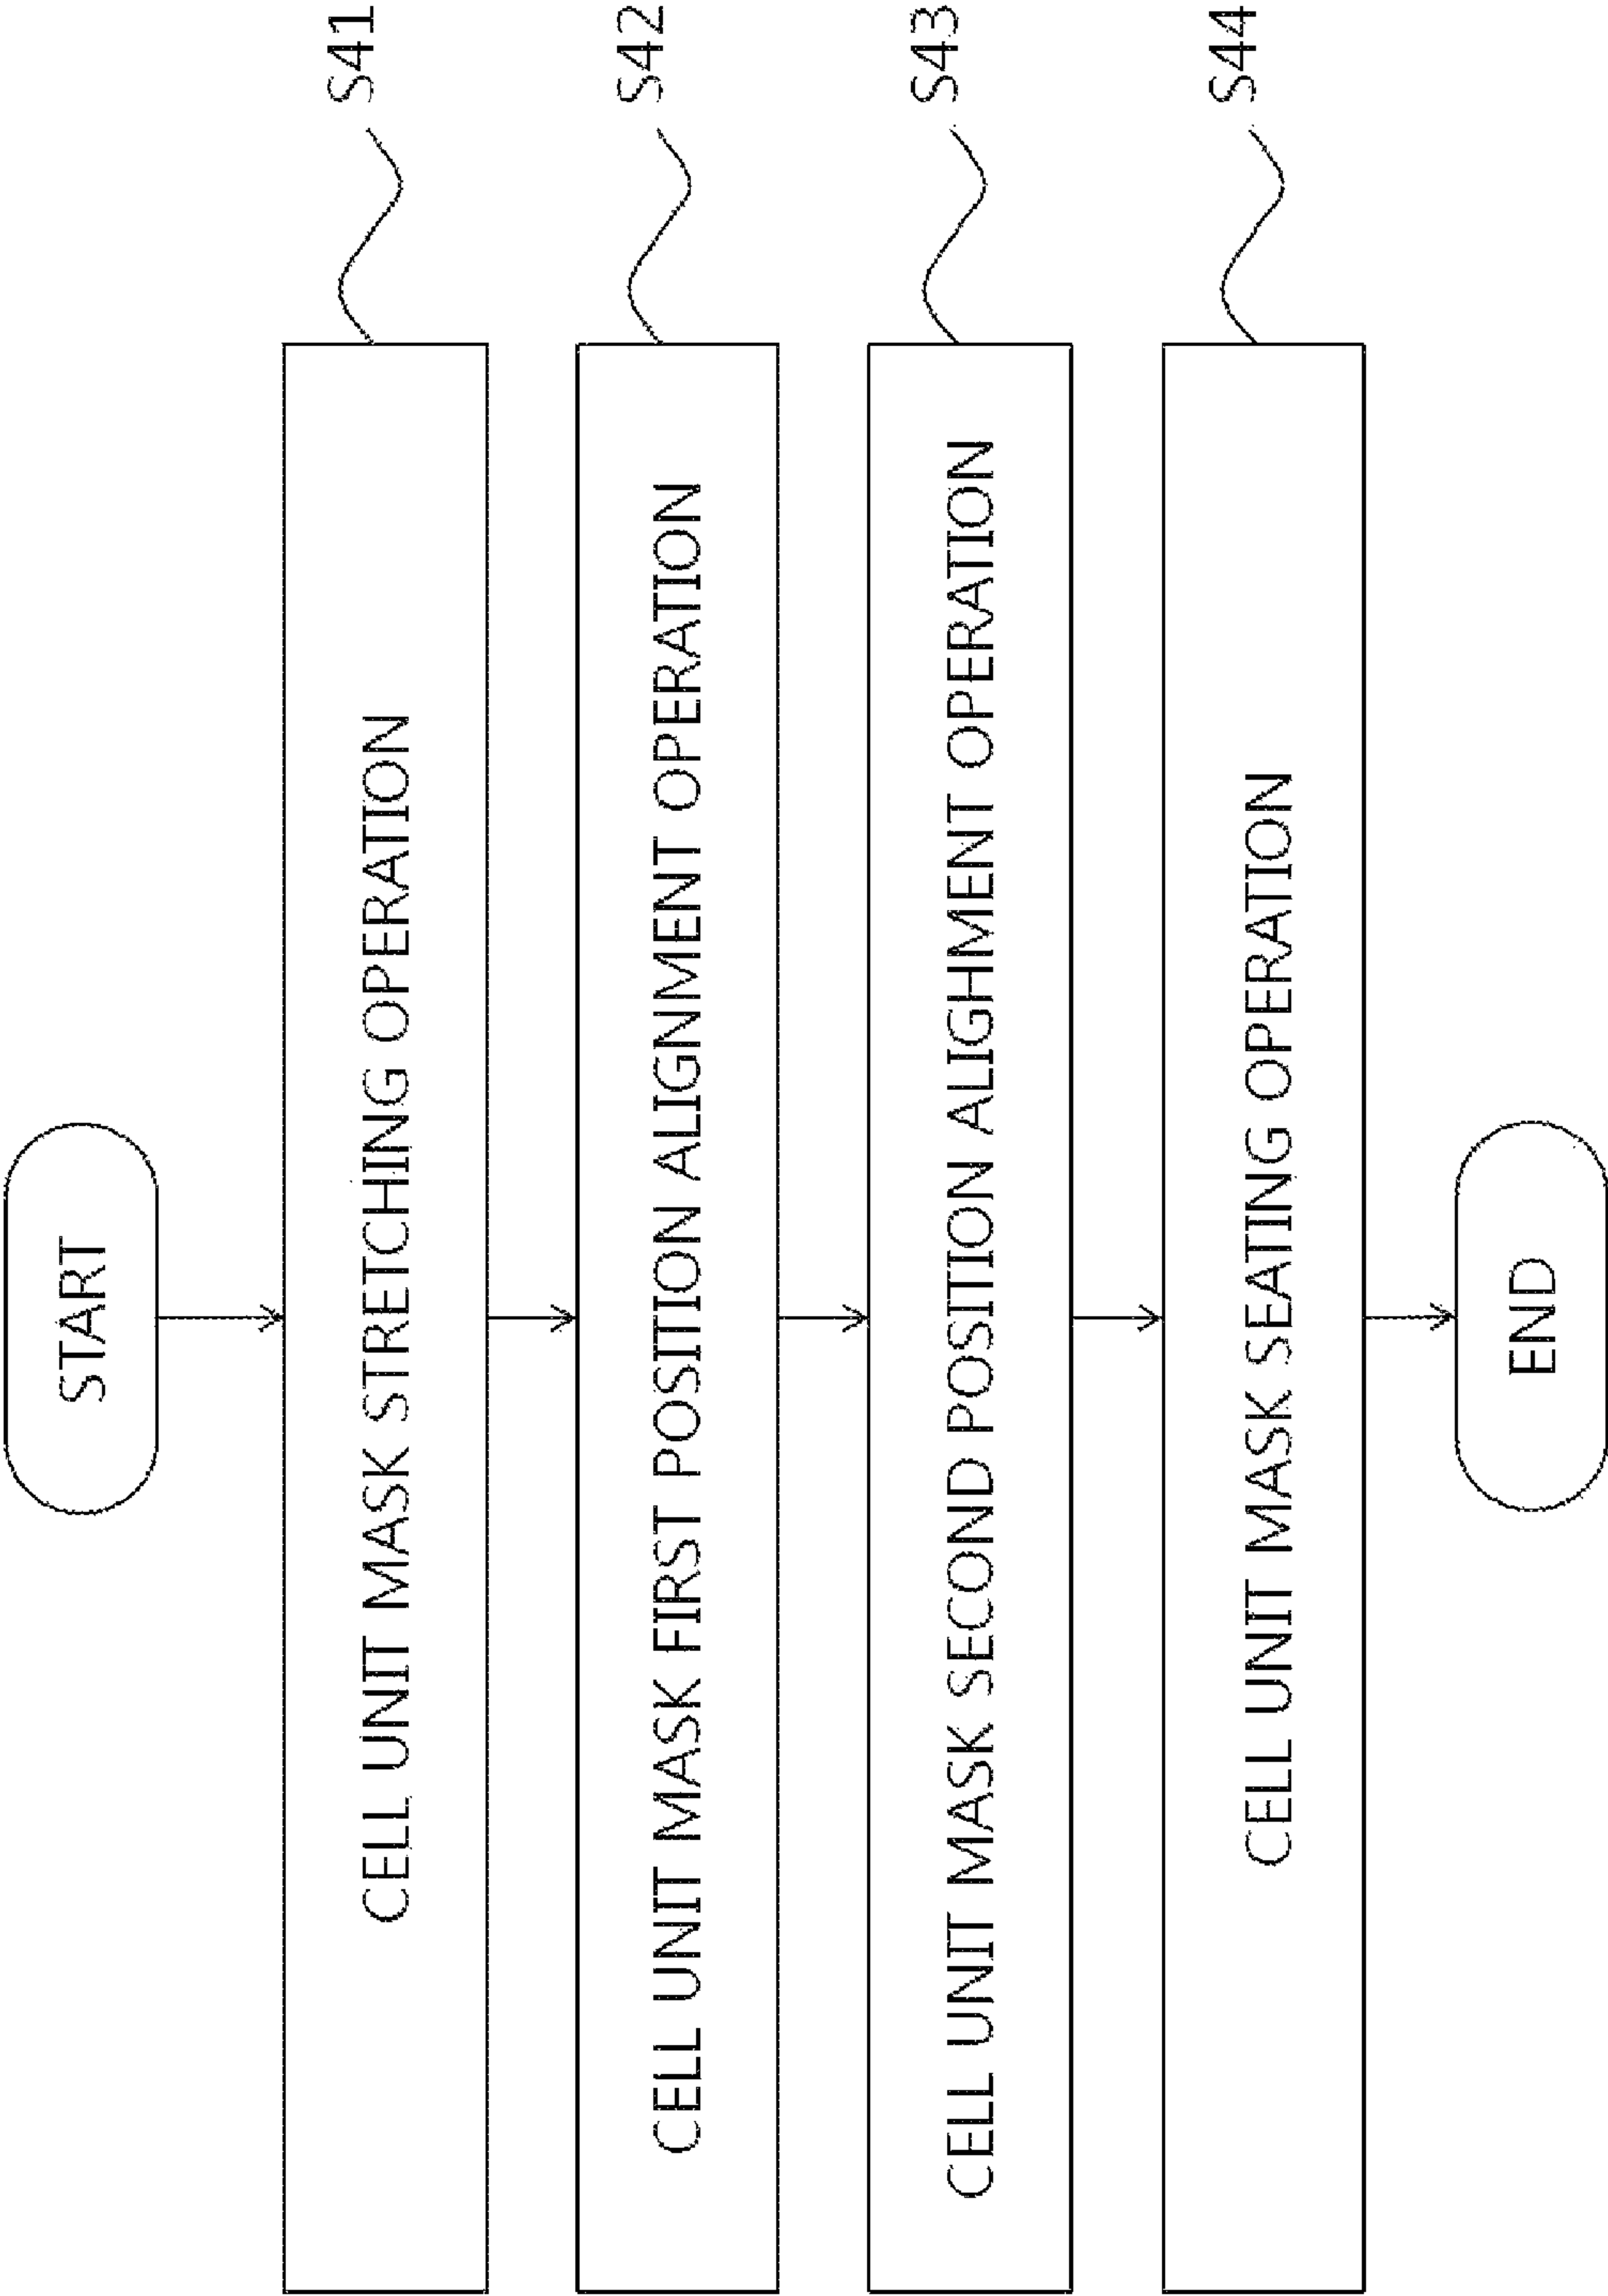 START
CELL UNIT MASK STRETCHING OPERATION
S41
CELL UNIT MASK FIRST POSITION ALIGNMENT OPERATION
S42
CELL UNIT MASK SECOND POSITION ALIGHMENT OPERATION
S43
CELL UNIT MASK SEATING OPERATION
S44
END